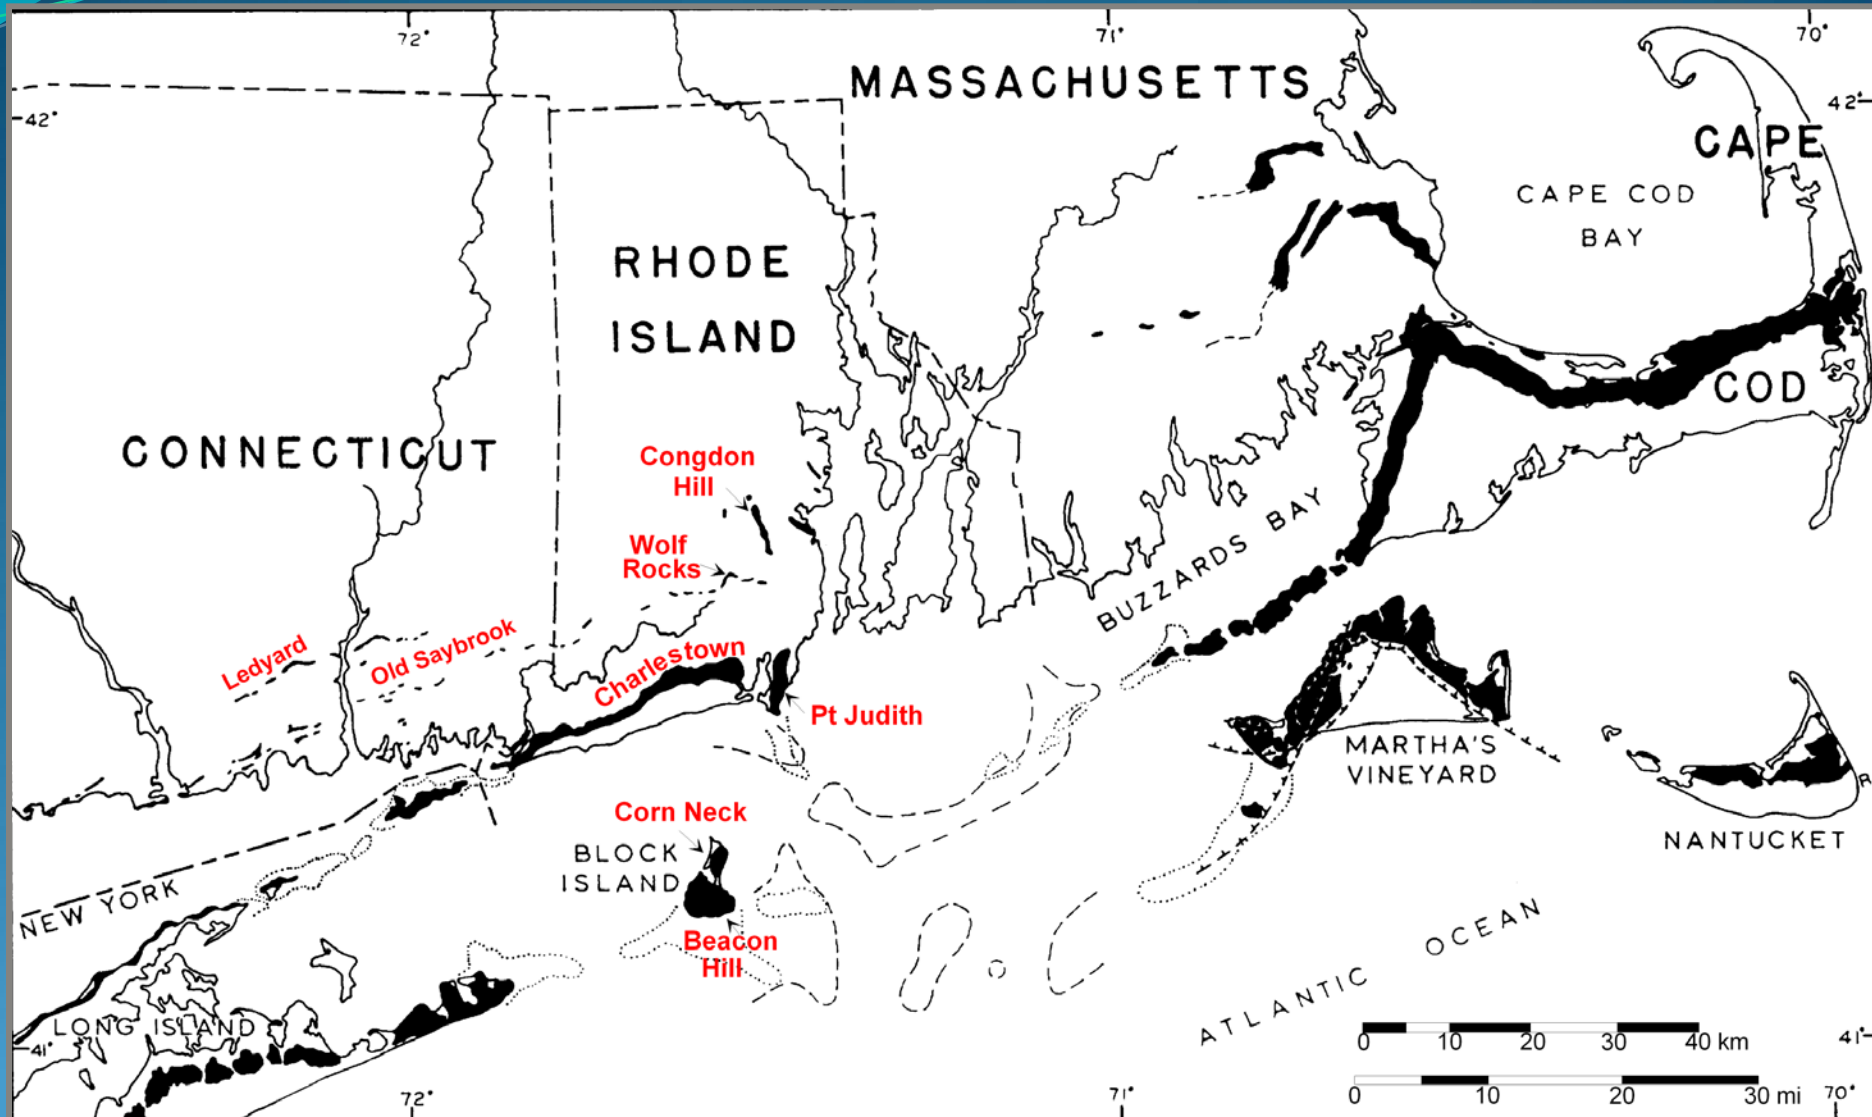 72°
71°
70°
MASSACHUSETTS
42°
42°
CAPE
CAPE COD
BAY
RHODE
ISLAND
COD
CONNECTICUT
Congdon
Hill
BUZZARDS BAY
Wolf
Rocks
Ledyard
Old Saybrook
Charlestown
Pt Judith
MARTHA'S
VINEYARD
Corn Neck
NANTUCKET
BLOCK
ISLAND
NEW YORK
Beacon
Hill
ATLANTIC OCEAN
LONG ISLAND
41°
41°
0 10 20 30 40 km
0 10 20 30 mi
72°
71°
70°